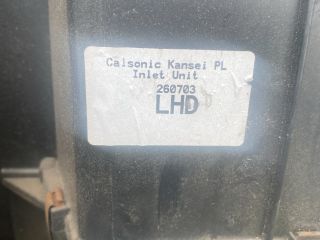 Calsonic Kansei PL
Inlet Unit
260703
LHD